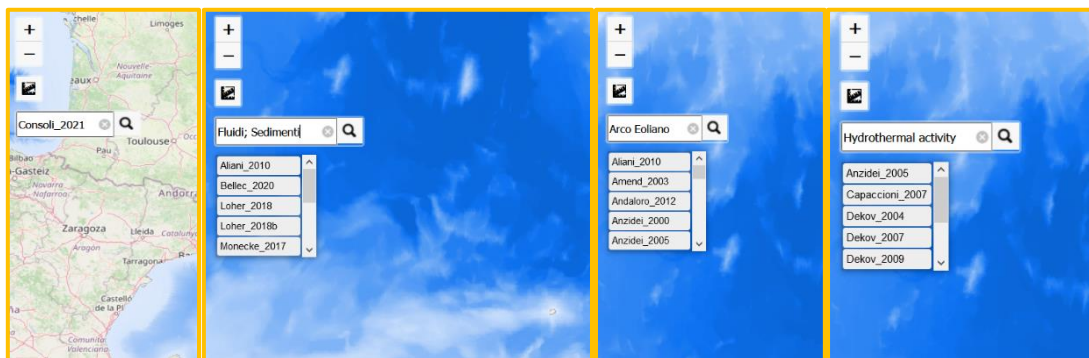 +
−
Consoli_2021
chelle
Limoges
Nouvelle-
Aquitaine
eaux
Toulouse
Pau
Bilbao
-Gasteiz
Navarra
Nafarroa
Andorra
Zaragoza
Lleida
Catalunya
Aragón
Tarragona
Castelló
de la Pl
Comunitat
Valenciana
+
−
Fluidi; Sedimenti
Aliani_2010
Bellec_2020
Loher_2018
Loher_2018b
Monecke_2017
+
−
Arco Eoliano
Aliani_2010
Amend_2003
Andaloro_2012
Anzidei_2000
Anzidei_2005
+
−
Hydrothermal activity
Anzidei_2005
Capaccioni_2007
Dekov_2004
Dekov_2007
Dekov_2009